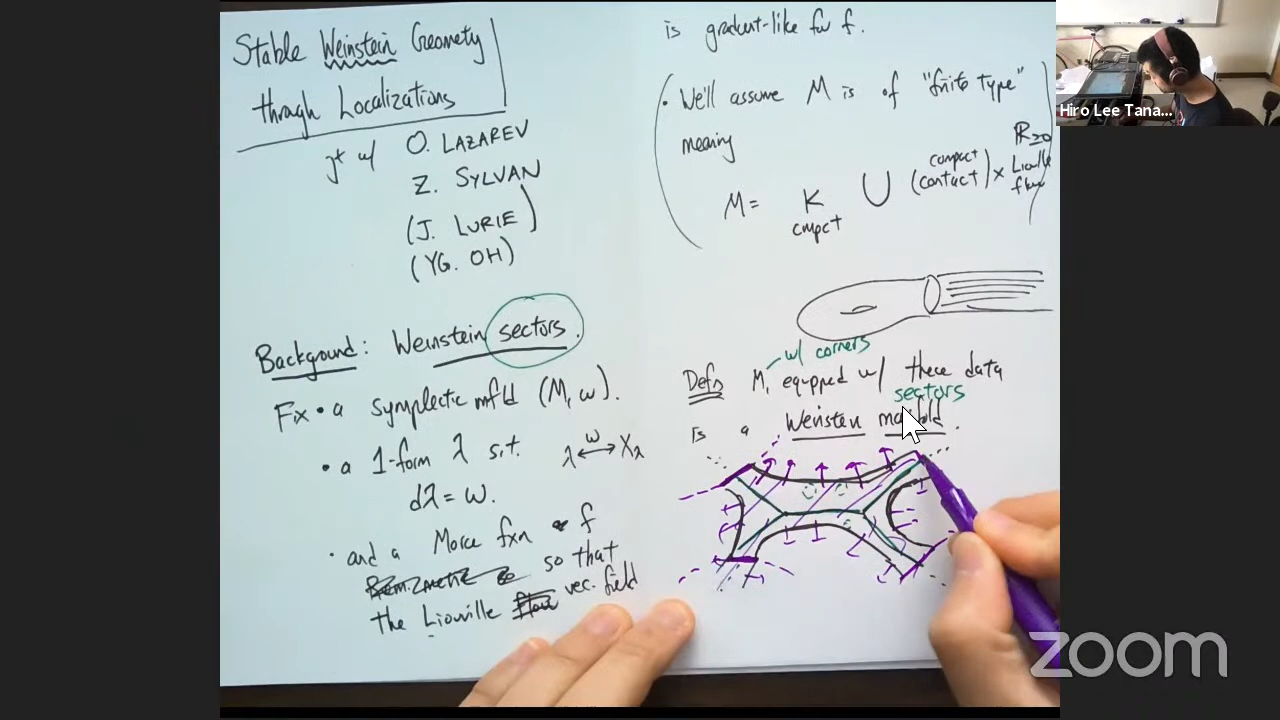 Stable Weinstein Geometry
through Localizations
jt w/ O. LAZAREV
Z. SYLVAN
(J. LURIE)
(YG. OH)
Background: Weinstein sectors.
Fix • a symplectic mfld (M, ω).
• a 1-form λ s.t. λ ↔ X_λ
ω
dλ = ω.
• and a Morse fxn f
so that
the Liouville vec. field
is gradient-like for f.
• We'll assume M is of "finite type"
meaning
M = K ∪ (contact) ×
cmpct
compact
R≥0
Liouville
flow
w/ corners
Defn M, equipped w/ these data
sectors
is a Weinstein manifold.
Hiro Lee Tana...
zoom